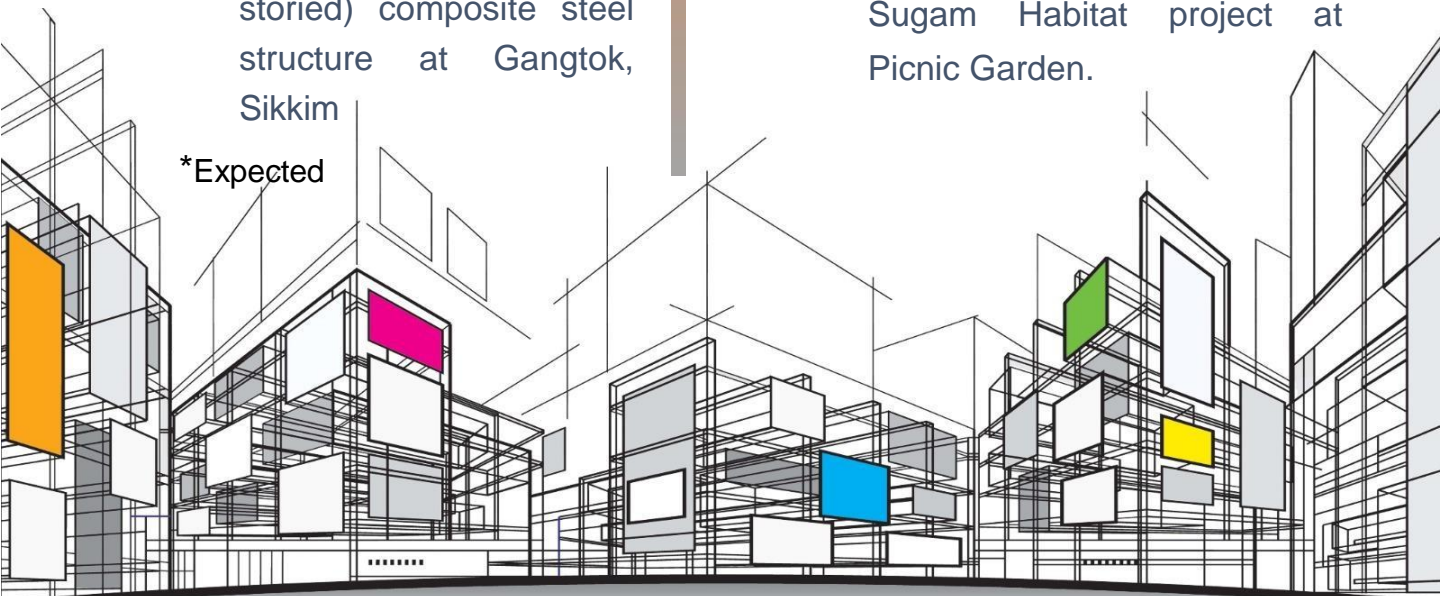 storied) composite steel
structure at Gangtok,
Sikkim
*Expected
Sugam Habitat project at
Picnic Garden.